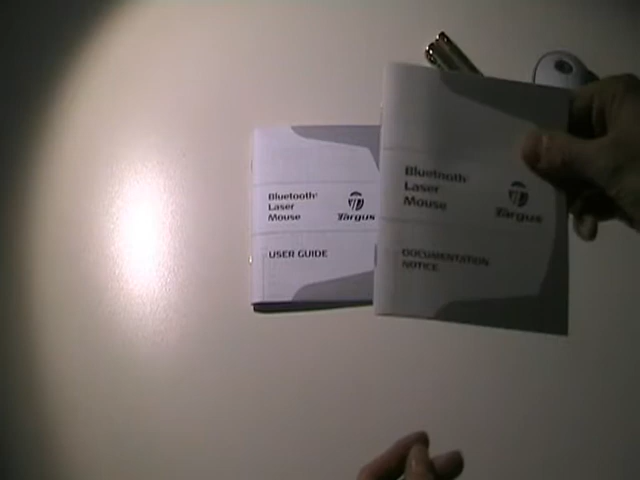 Bluetooth®
Laser
Mouse
Targus
USER GUIDE
Bluetooth®
Laser
Mouse
Targus
DOCUMENTATION
NOTICE